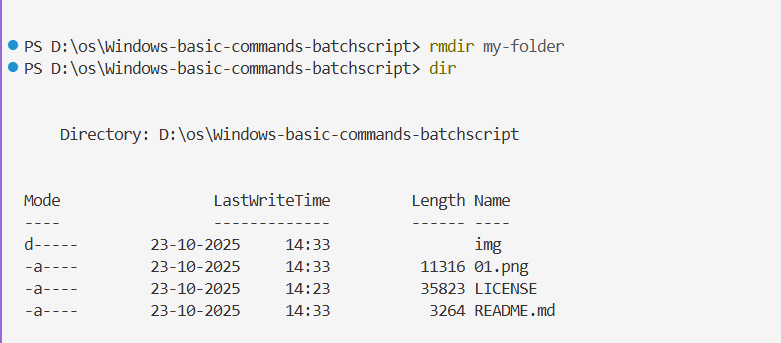 PS D:\os\Windows-basic-commands-batchscript> rmdir my-folder
PS D:\os\Windows-basic-commands-batchscript> dir
Directory: D:\os\Windows-basic-commands-batchscript
Mode LastWriteTime Length Name
---- ------------- ------ ----
d----- 23-10-2025 14:33 img
-a---- 23-10-2025 14:33 11316 01.png
-a---- 23-10-2025 14:23 35823 LICENSE
-a---- 23-10-2025 14:33 3264 README.md